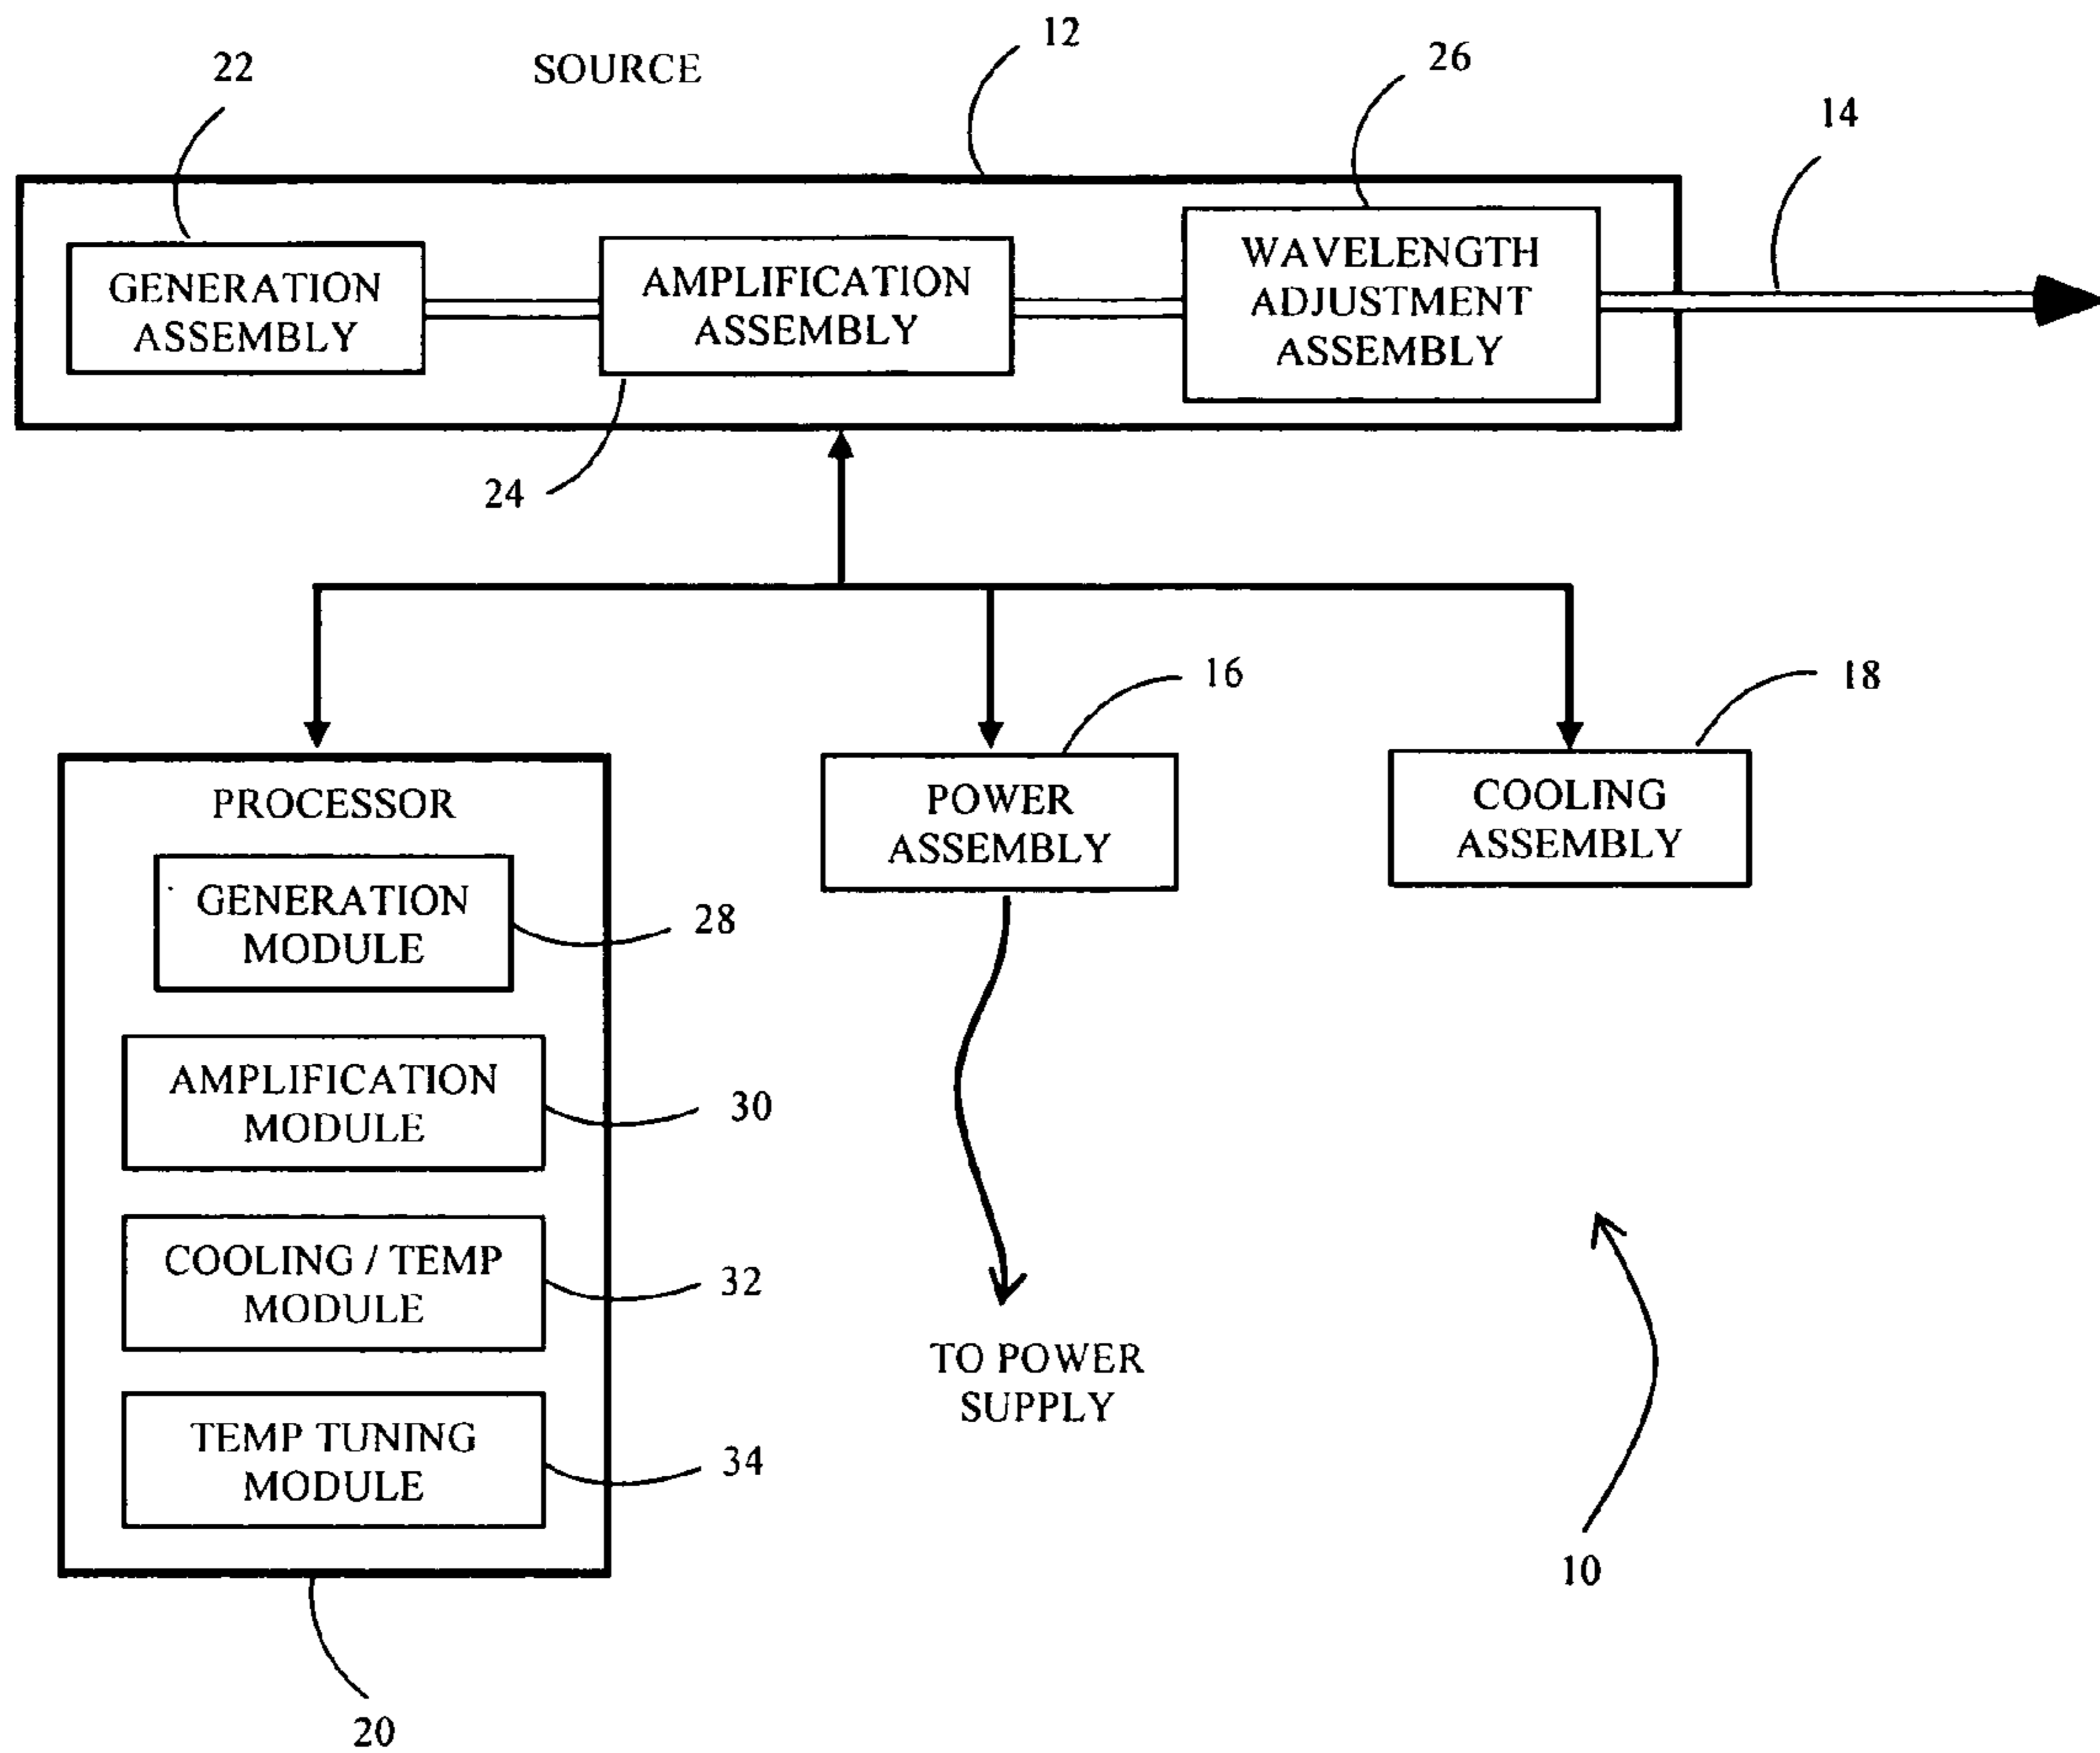 12
SOURCE
22
26
14
GENERATION
ASSEMBLY
AMPLIFICATION
ASSEMBLY
WAVELENGTH
ADJUSTMENT
ASSEMBLY
24
16
18
PROCESSOR
GENERATION
MODULE
28
AMPLIFICATION
MODULE
30
COOLING / TEMP
MODULE
32
TEMP TUNING
MODULE
34
20
POWER
ASSEMBLY
TO POWER
SUPPLY
COOLING
ASSEMBLY
10